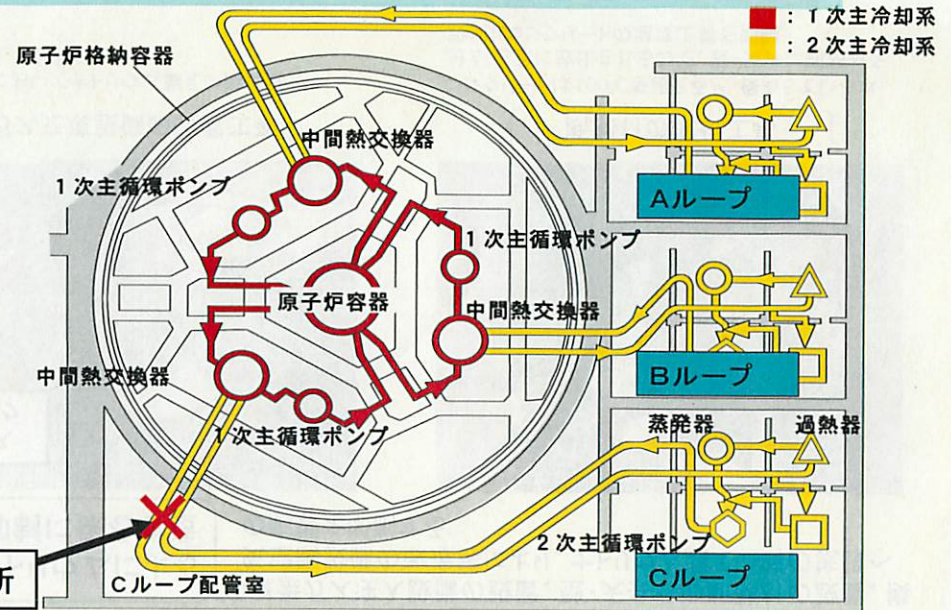 : 1次主冷却系
: 2次主冷却系
原子炉格納容器
中間熱交換器
1次主循環ポンプ
Aループ
1次主循環ポンプ
原子炉容器
中間熱交換器
中間熱交換器
Bループ
1次主循環ポンプ
蒸発器
過熱器
2次主循環ポンプ
所
Cループ配管室
Cループ